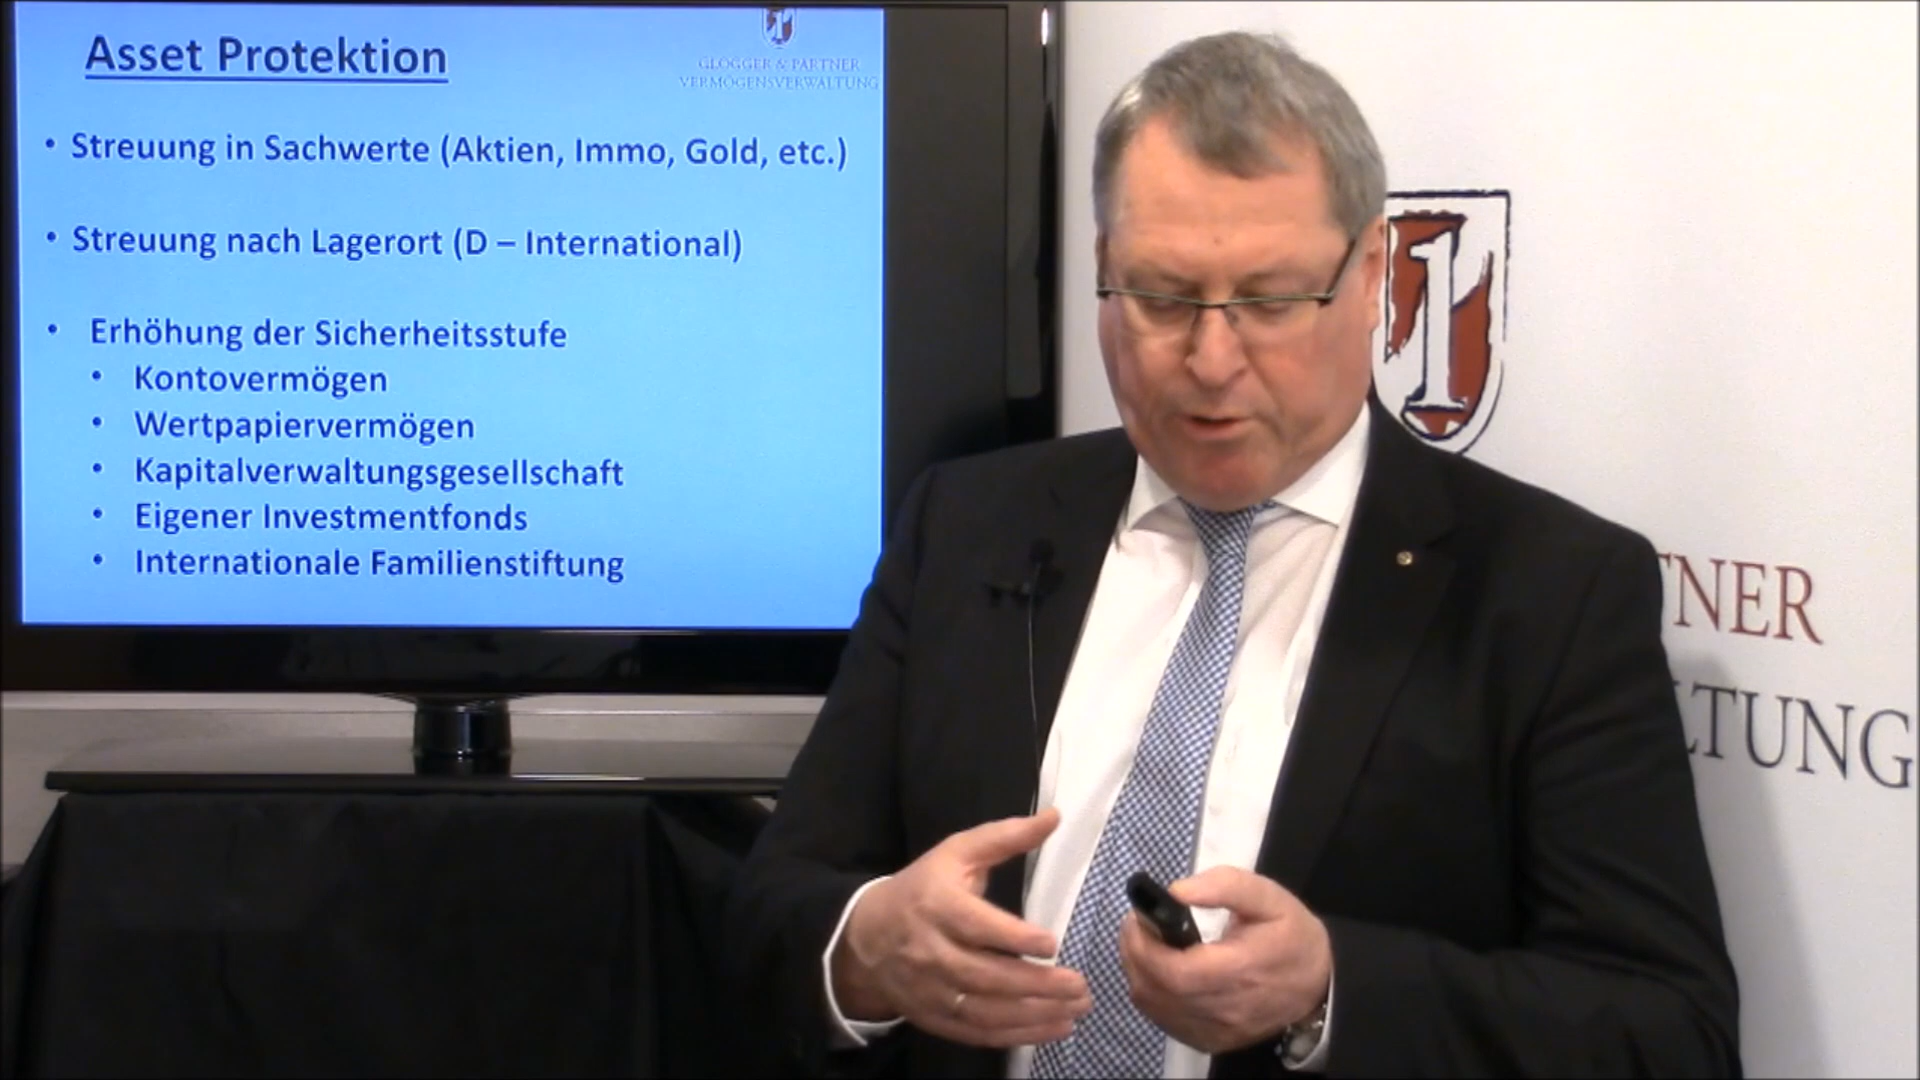 Asset Protektion
GLOGGER & PARTNER
VERMÖGENSVERWALTUNG
• Streuung in Sachwerte (Aktien, Immo, Gold, etc.)
• Streuung nach Lagerort (D – International)
• Erhöhung der Sicherheitsstufe
• Kontovermögen
• Wertpapiervermögen
• Kapitalverwaltungsgesellschaft
• Eigener Investmentfonds
• Internationale Familienstiftung
1
TNER
LTUNG